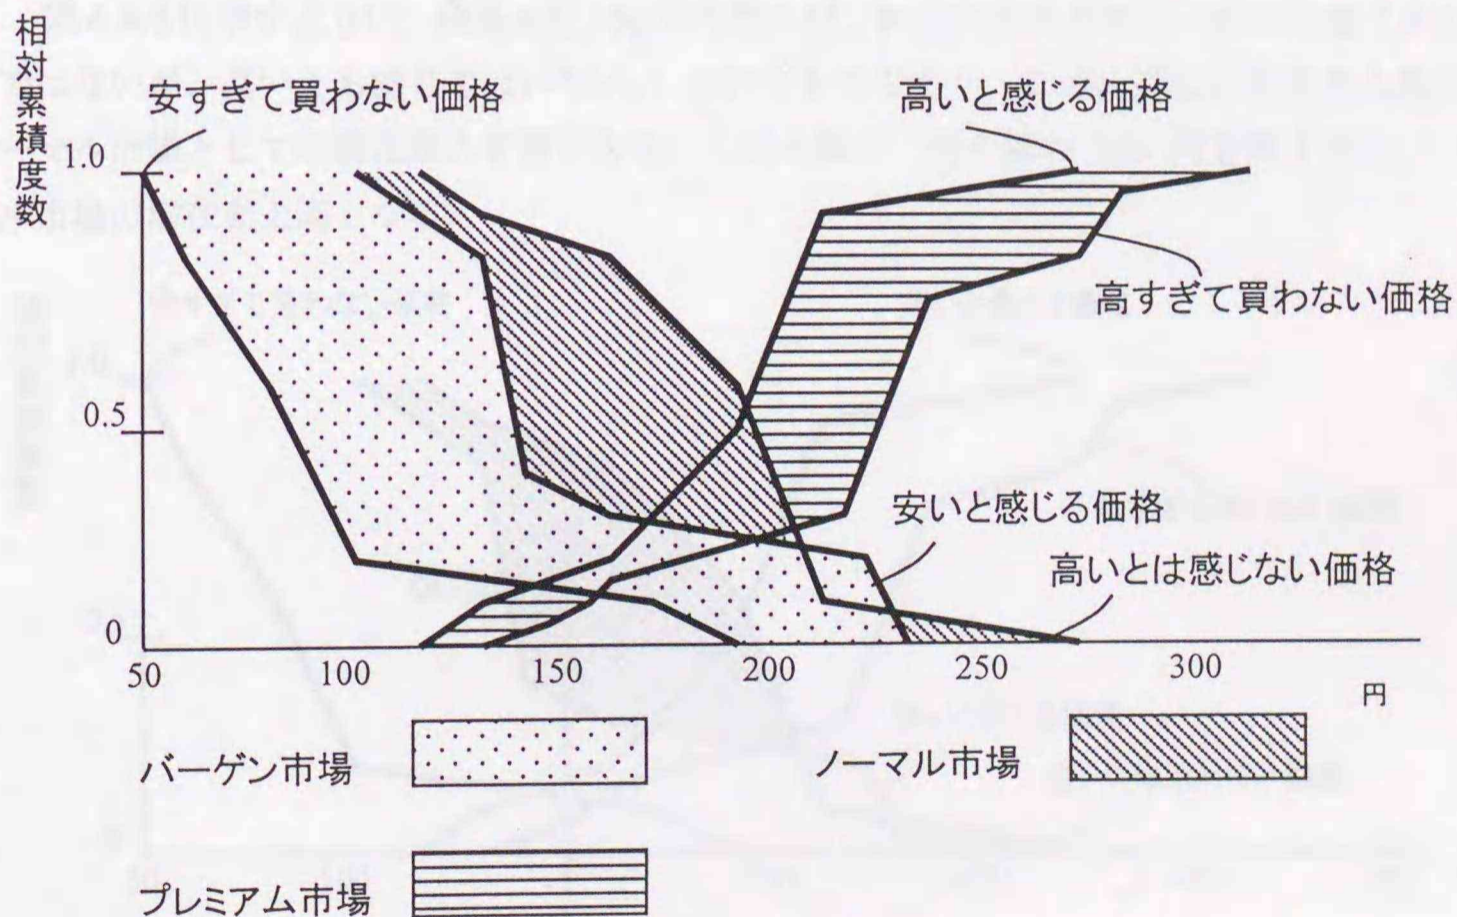 相対累積度数
安すぎて買わない価格
高いと感じる価格
1.0
高すぎて買わない価格
0.5
安いと感じる価格
高いとは感じない価格
0
50 100 150 200 250 300
円
バーゲン市場
ノーマル市場
プレミアム市場